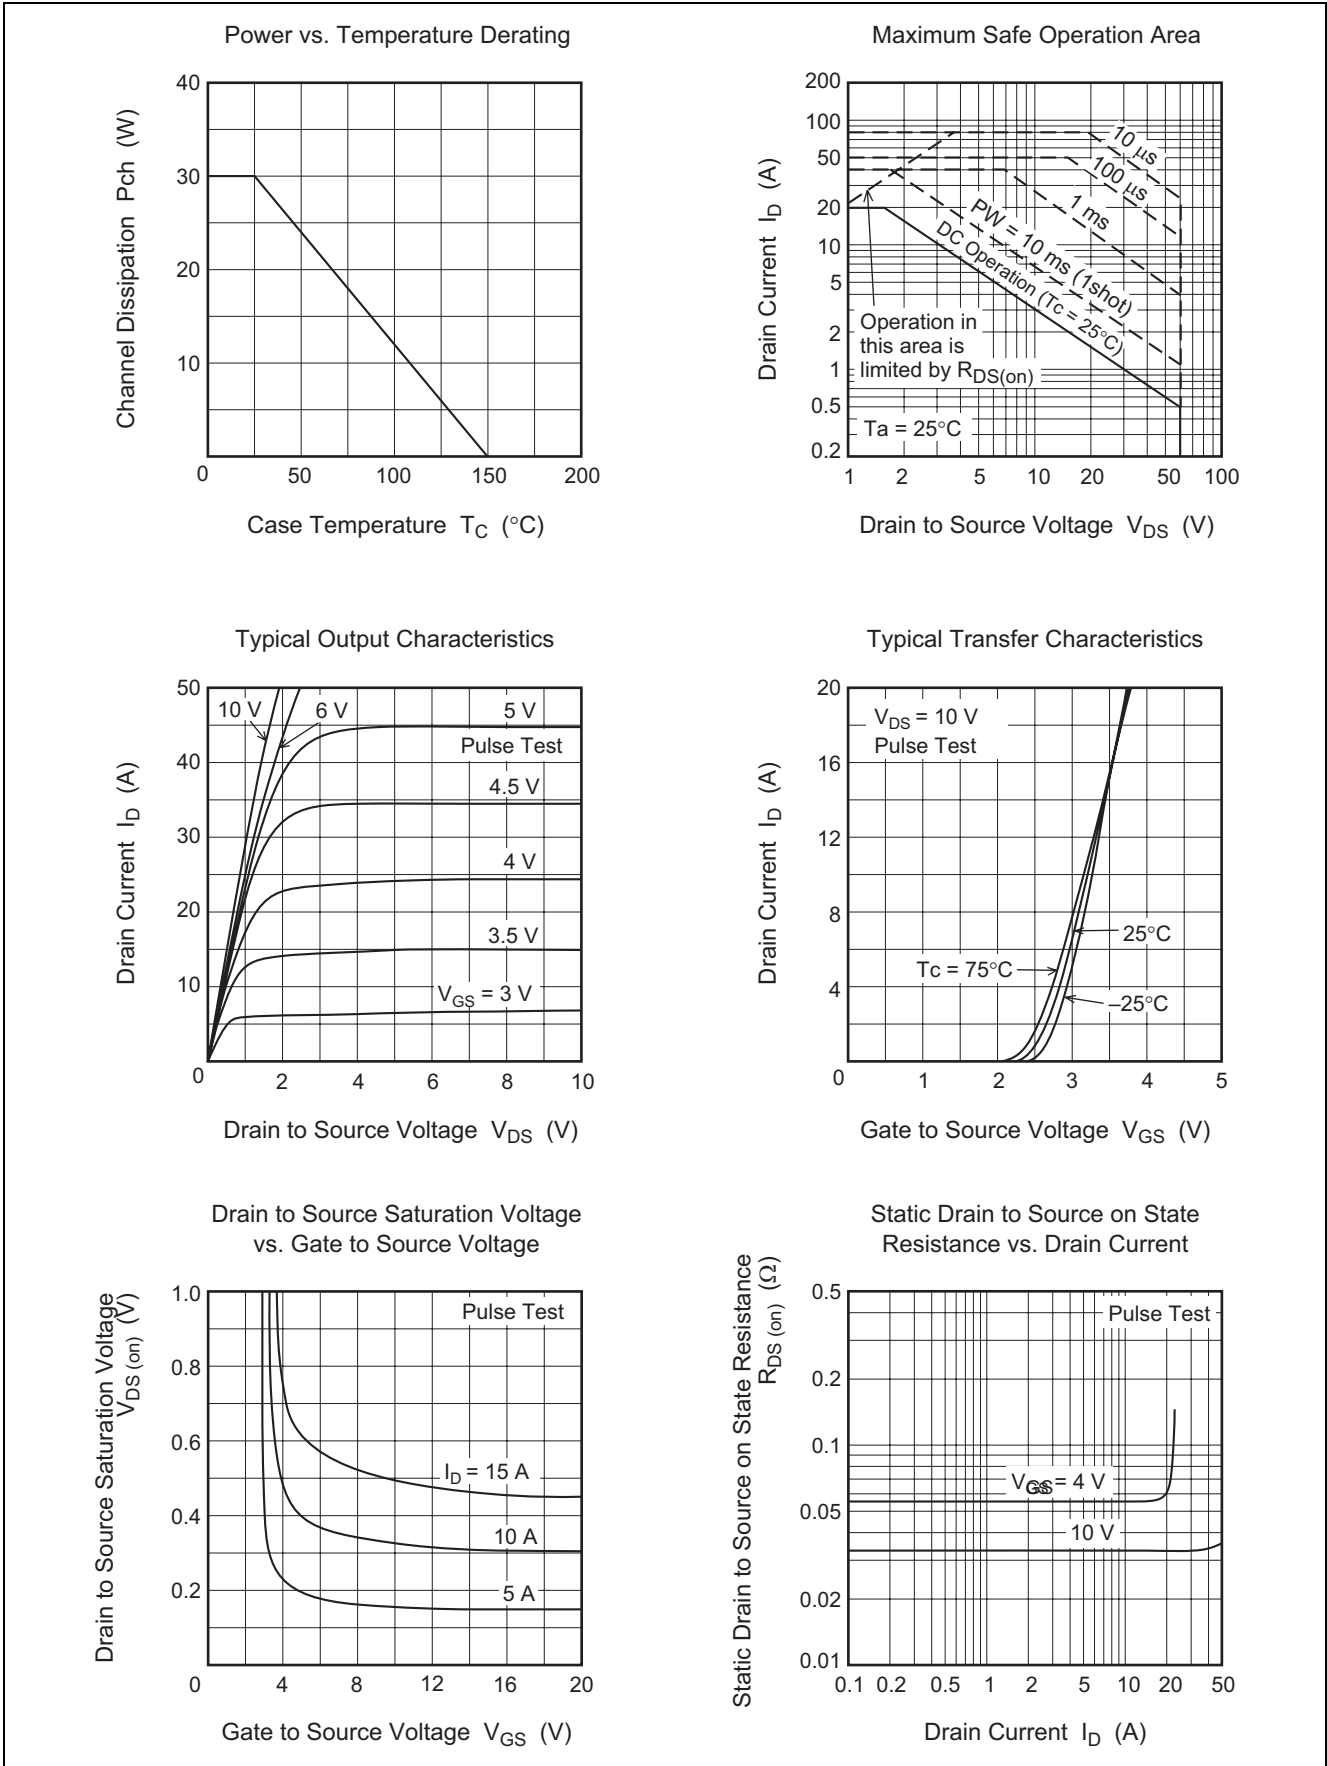 Power vs. Temperature Derating
Channel Dissipation Pch (W)
40
30
20
10
0
50
100
150
200
Case Temperature TC (°C)
Maximum Safe Operation Area
Drain Current ID (A)
200
100
50
20
10
5
2
1
0.5
0.2
10 µs
100 µs
1 ms
PW = 10 ms (1shot)
DC Operation (Tc = 25°C)
Operation in
this area is
limited by RDS(on)
Ta = 25°C
1
2
5
10
20
50
100
Drain to Source Voltage VDS (V)
Typical Output Characteristics
Drain Current ID (A)
50
40
30
20
10
0
10 V
6 V
5 V
Pulse Test
4.5 V
4 V
3.5 V
VGS = 3 V
2
4
6
8
10
Drain to Source Voltage VDS (V)
Typical Transfer Characteristics
Drain Current ID (A)
20
16
12
8
4
0
VDS = 10 V
Pulse Test
25°C
Tc = 75°C
–25°C
1
2
3
4
5
Gate to Source Voltage VGS (V)
Drain to Source Saturation Voltage
vs. Gate to Source Voltage
Drain to Source Saturation Voltage
VDS (on) (V)
1.0
0.8
0.6
0.4
0.2
0
Pulse Test
ID = 15 A
10 A
5 A
4
8
12
16
20
Gate to Source Voltage VGS (V)
Static Drain to Source on State
Resistance vs. Drain Current
Static Drain to Source on State Resistance
RDS (on) (Ω)
0.5
0.2
0.1
0.05
0.02
0.01
Pulse Test
VGS = 4 V
10 V
0.1
0.2
0.5
1
2
5
10
20
50
Drain Current ID (A)